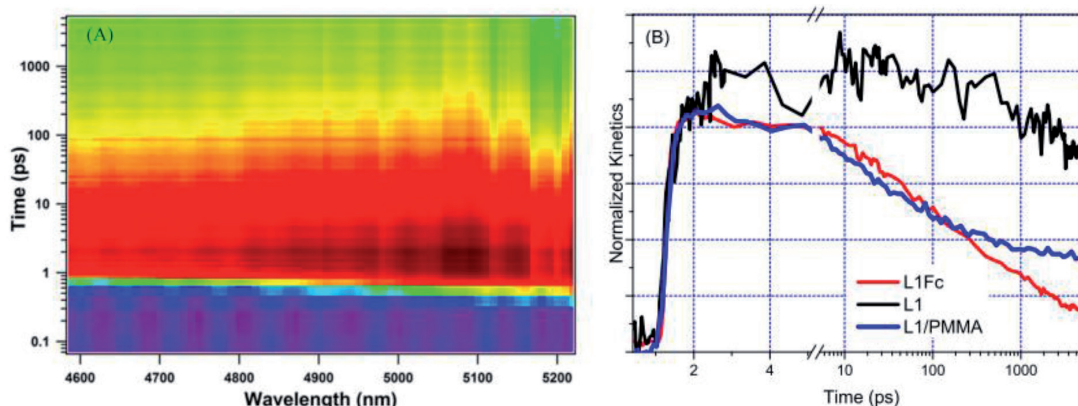 (A)
1000
100
10
1
0.1
Time (ps)
4600 4700 4800 4900 5000 5100 5200
Wavelength (nm)
(B)
Normalized Kinetics
L1Fc
L1
L1/PMMA
2 4 10 100 1000
Time (ps)